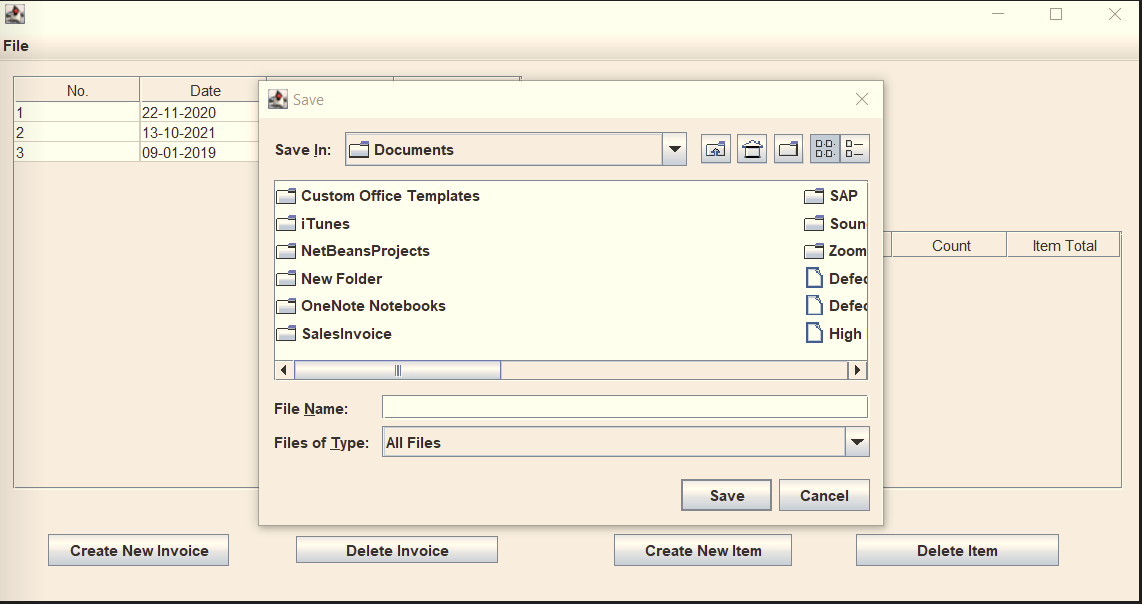 File
No. Date
1 22-11-2020
2 13-10-2021
3 09-01-2019
Count Item Total
Save
Save In: Documents
Custom Office Templates
iTunes
NetBeansProjects
New Folder
OneNote Notebooks
SalesInvoice
SAP
Soun
Zoom
Defec
Defec
High
File Name:
Files of Type: All Files
Save Cancel
Create New Invoice Delete Invoice Create New Item Delete Item